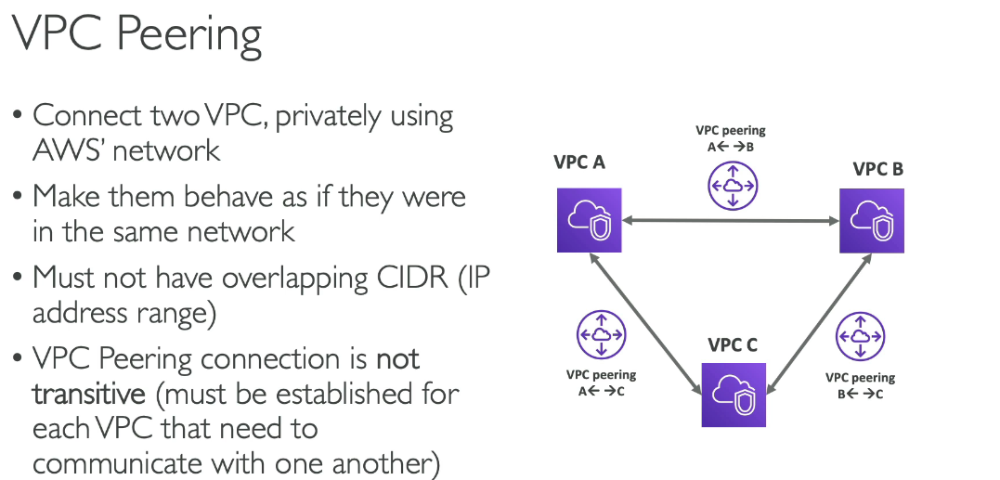 VPC Peering
• Connect two VPC, privately using
AWS’ network
• Make them behave as if they were
in the same network
• Must not have overlapping CIDR (IP
address range)
• VPC Peering connection is not
transitive (must be established for
each VPC that need to
communicate with one another)
VPC peering
A← →B
VPC A
VPC B
VPC peering
A← →C
VPC C
VPC peering
B← →C